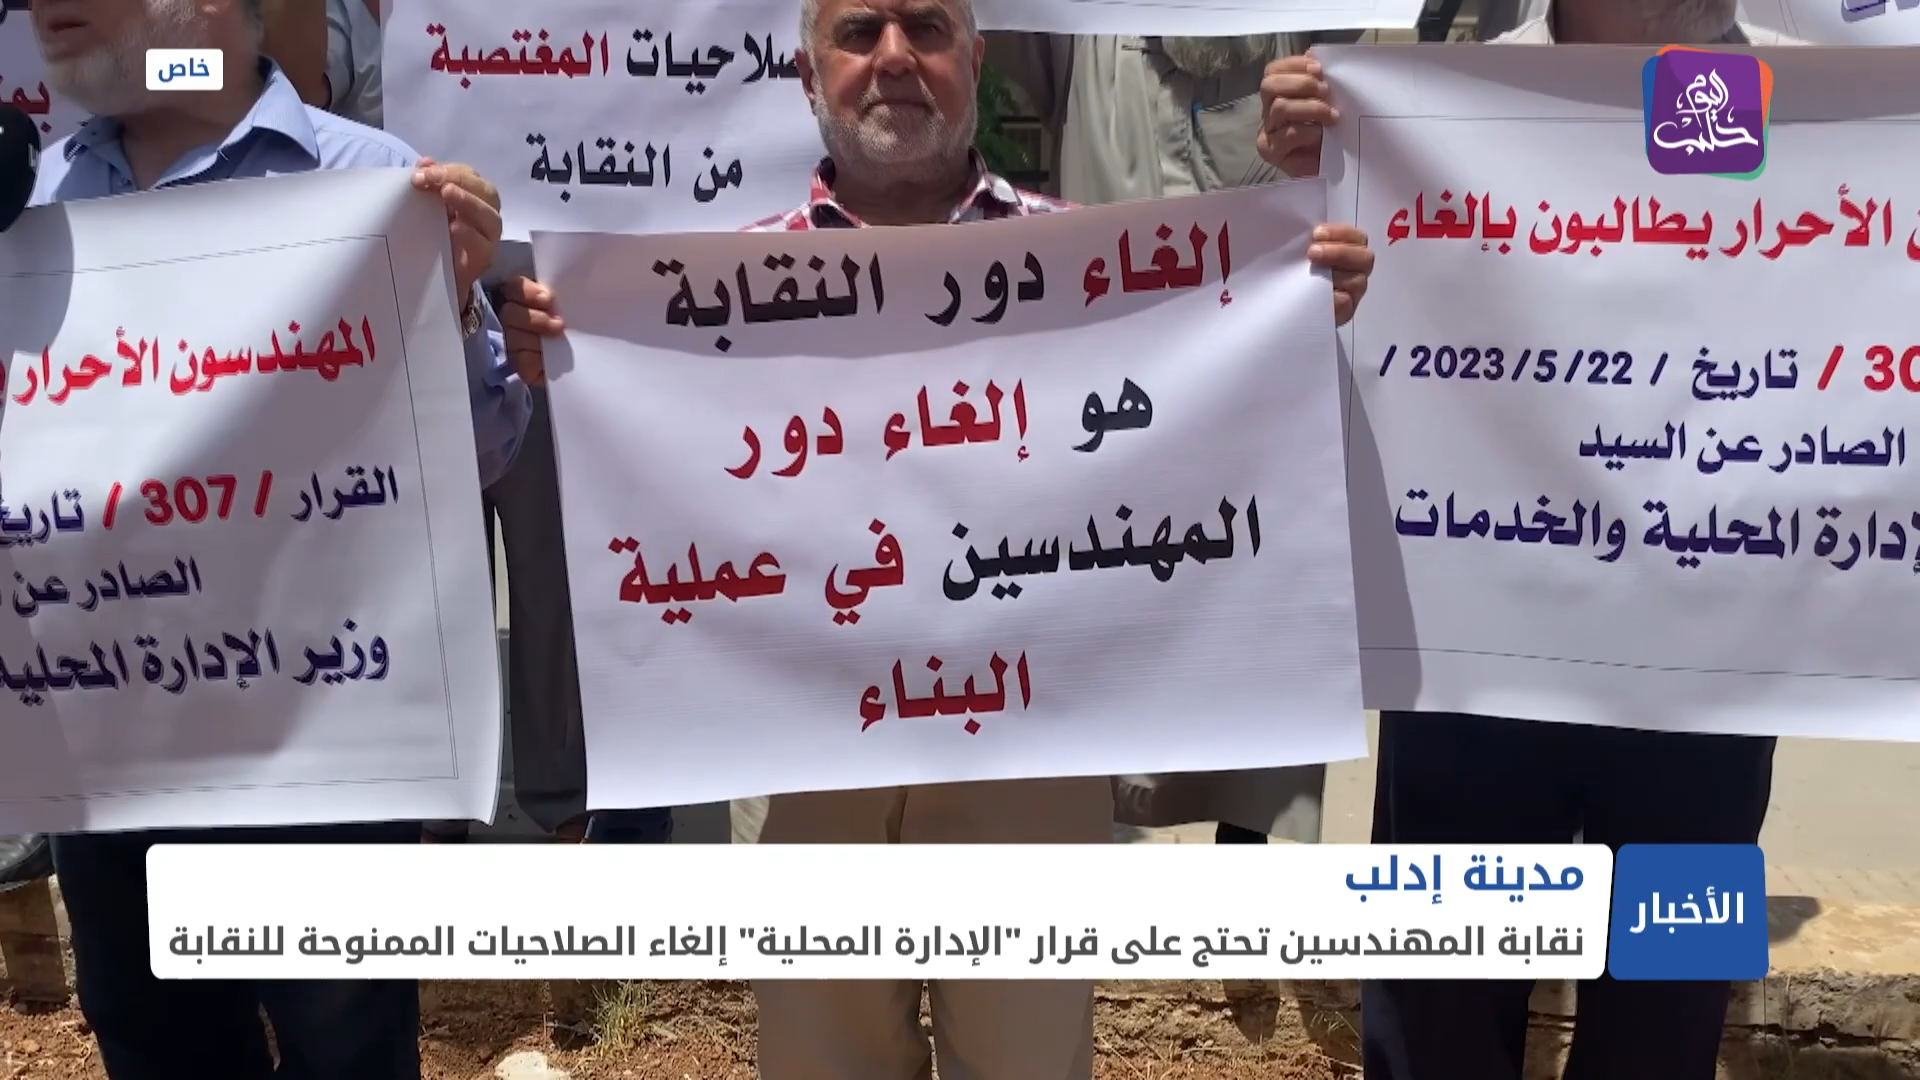 خاص
اليوم
حلب
صلاحيات المغتصبة
من النقابة
إلغاء دور النقابة
هو إلغاء دور
المهندسين في عملية
البناء
الأحرار يطالبون بإلغاء
30 / تاريخ / 2023/5/22 /
الصادر عن السيد
الإدارة المحلية والخدمات
المهندسون الأحرار
القرار / 307 / تاريخ
الصادر عن
وزير الإدارة المحلية
الأخبار
مدينة إدلب
نقابة المهندسين تحتج على قرار "الإدارة المحلية" إلغاء الصلاحيات الممنوحة للنقابة